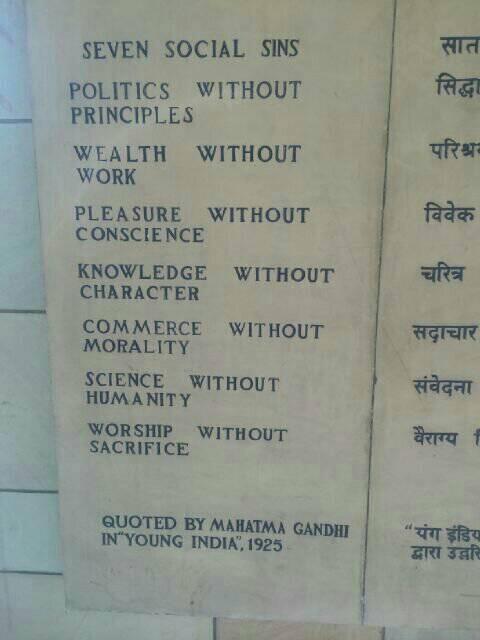 SEVEN SOCIAL SINS
POLITICS WITHOUT
PRINCIPLES
WEALTH WITHOUT
WORK
PLEASURE WITHOUT
CONSCIENCE
KNOWLEDGE WITHOUT
CHARACTER
COMMERCE WITHOUT
MORALITY
SCIENCE WITHOUT
HUMANITY
WORSHIP WITHOUT
SACRIFICE
QUOTED BY MAHATMA GANDHI
IN "YOUNG INDIA", 1925
सात
विवेक
चरित्र
सदाचार
संवेदना
वैराग्य
"यंग
द्वारा